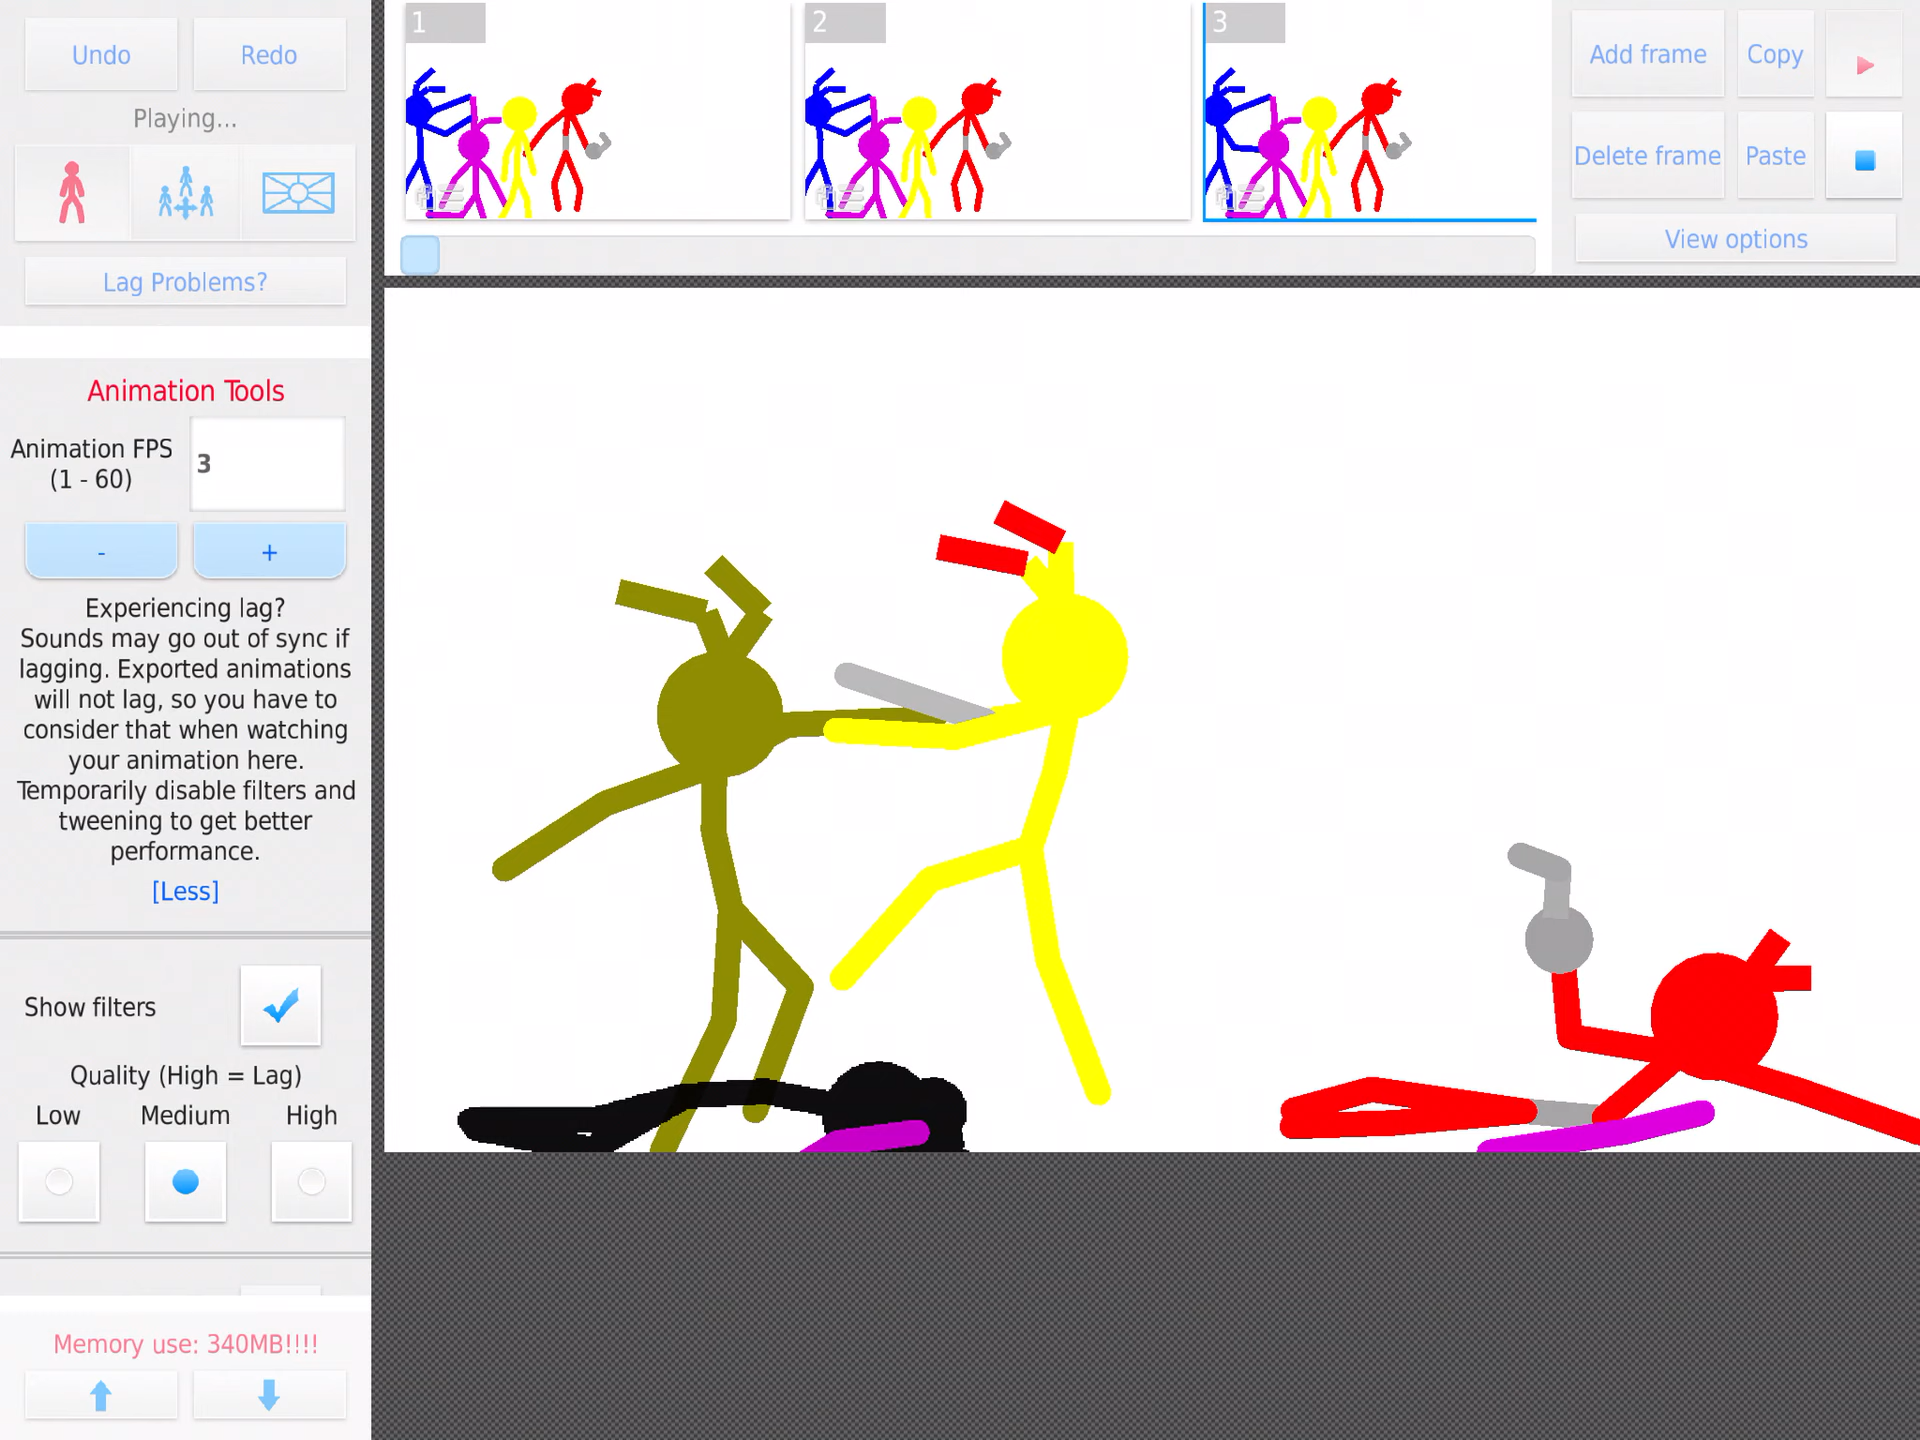 Undo
Redo
Playing...
Lag Problems?
1
2
3
Add frame
Copy
Delete frame
Paste
View options
Animation Tools
Animation FPS
(1 - 60)
3
-
+
Experiencing lag?
Sounds may go out of sync if
lagging. Exported animations
will not lag, so you have to
consider that when watching
your animation here.
Temporarily disable filters and
tweening to get better
performance.
[Less]
Show filters
Quality (High = Lag)
Low
Medium
High
Memory use: 340MB!!!!